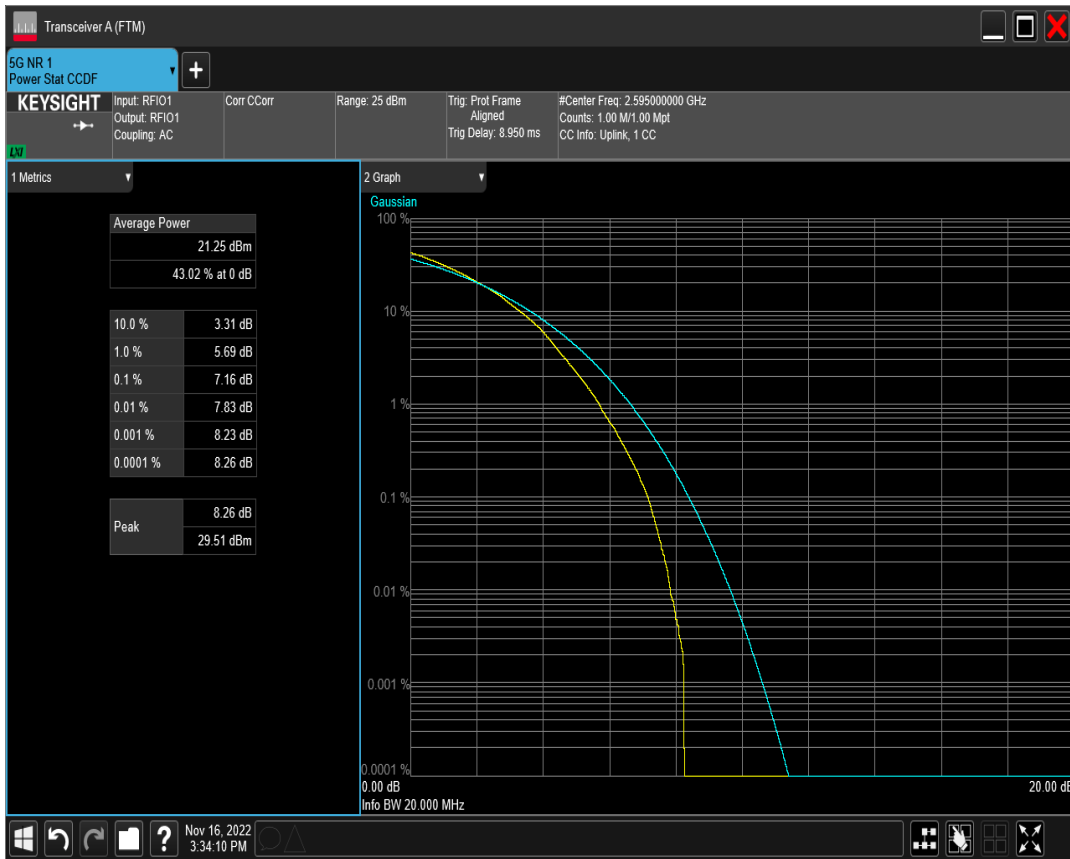 Transceiver A (FTM)
5G NR 1
Power Stat CCDF
KEYSIGHT
LXI
Input: RFIO1
Output: RFIO1
Coupling: AC
Corr CCorr
Range: 25 dBm
Trig: Prot Frame
Aligned
Trig Delay: 8.950 ms
#Center Freq: 2.595000000 GHz
Counts: 1.00 M/1.00 Mpt
CC Info: Uplink, 1 CC
1 Metrics
Average Power
21.25 dBm
43.02 % at 0 dB
10.0 % 3.31 dB
1.0 % 5.69 dB
0.1 % 7.16 dB
0.01 % 7.83 dB
0.001 % 8.23 dB
0.0001 % 8.26 dB
Peak
8.26 dB
29.51 dBm
2 Graph
Gaussian
100 %
10 %
1 %
0.1 %
0.01 %
0.001 %
0.0001 %
0.00 dB
20.00 dB
Info BW 20.000 MHz
?
Nov 16, 2022
3:34:10 PM